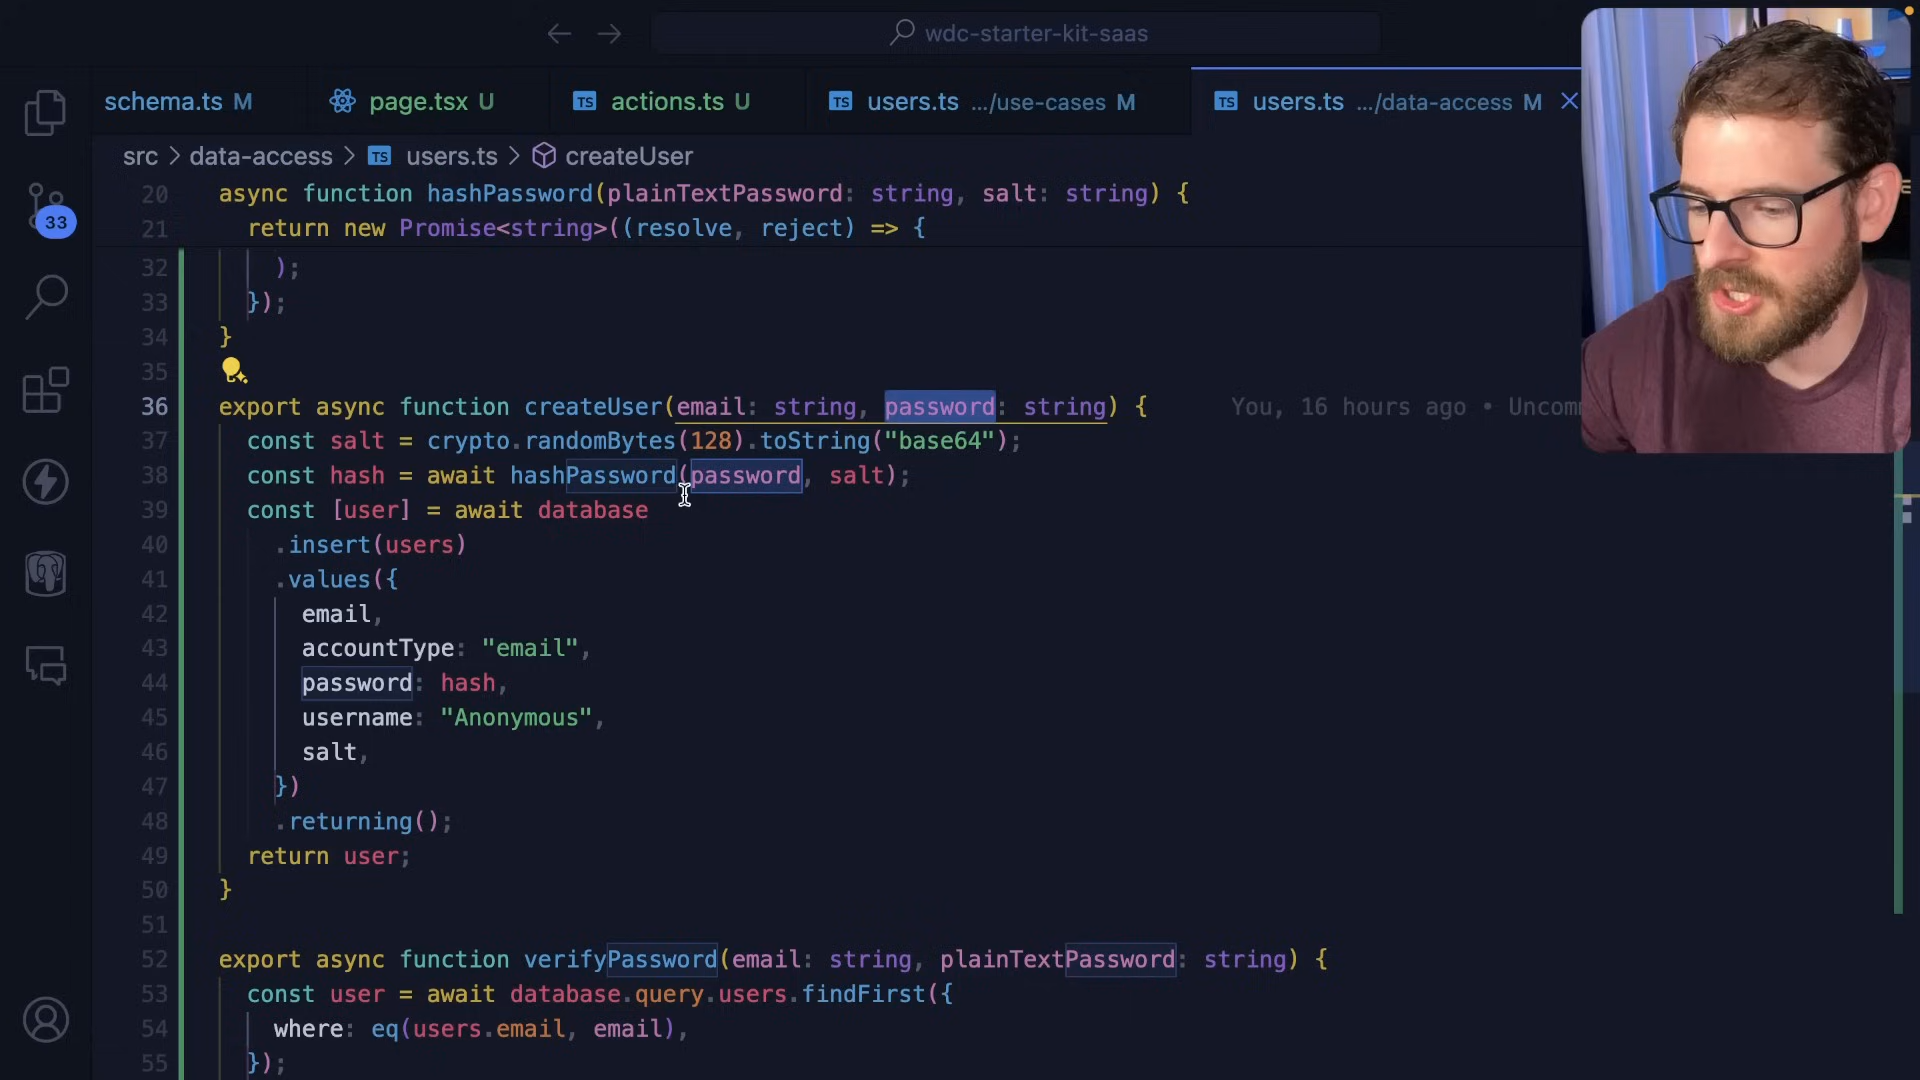 wdc-starter-kit-saas
schema.ts M
page.tsx U
TS actions.ts U
TS users.ts .../use-cases M
TS users.ts .../data-access M
src > data-access > TS users.ts > createUser
33
20 async function hashPassword(plainTextPassword: string, salt: string) {
21 return new Promise<string>((resolve, reject) => {
32 );
33 });
34 }
35
36 export async function createUser(email: string, password: string) { You, 16 hours ago • Uncom
37 const salt = crypto.randomBytes(128).toString("base64");
38 const hash = await hashPassword(password, salt);
39 const [user] = await database
40 .insert(users)
41 .values({
42 email,
43 accountType: "email",
44 password: hash,
45 username: "Anonymous",
46 salt,
47 })
48 .returning();
49 return user;
50 }
51
52 export async function verifyPassword(email: string, plainTextPassword: string) {
53 const user = await database.query.users.findFirst({
54 where: eq(users.email, email),
55 });